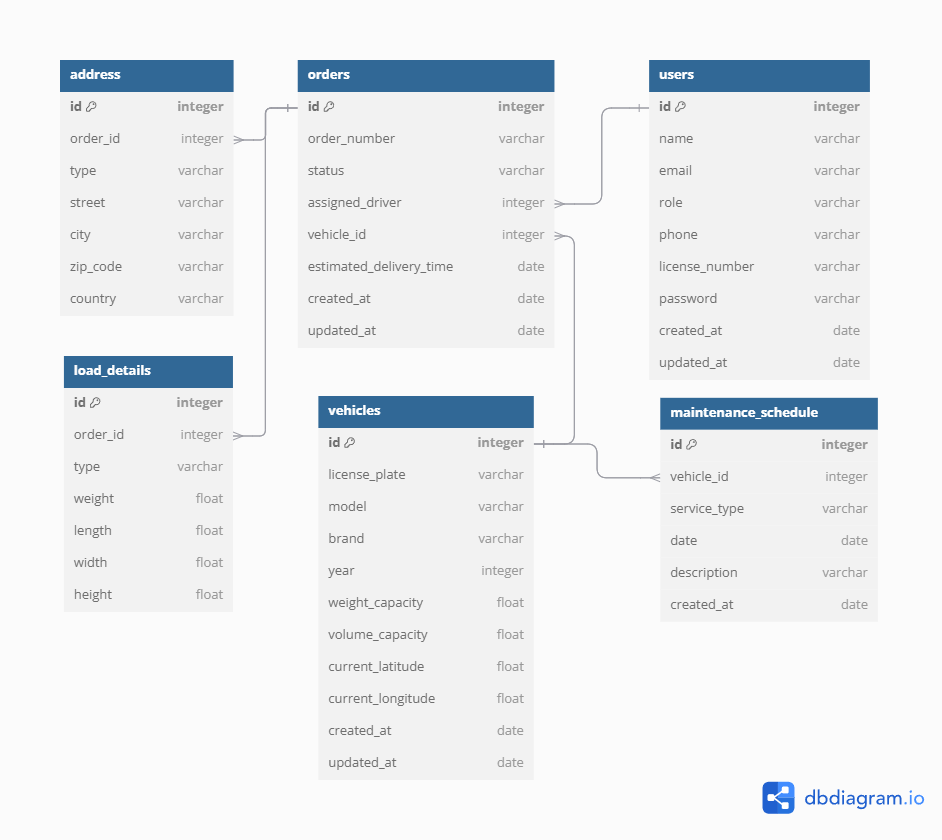 address
id integer
order_id integer
type varchar
street varchar
city varchar
zip_code varchar
country varchar
orders
id integer
order_number varchar
status varchar
assigned_driver integer
vehicle_id integer
estimated_delivery_time date
created_at date
updated_at date
users
id integer
name varchar
email varchar
role varchar
phone varchar
license_number varchar
password varchar
created_at date
updated_at date
load_details
id integer
order_id integer
type varchar
weight float
length float
width float
height float
vehicles
id integer
license_plate varchar
model varchar
brand varchar
year integer
weight_capacity float
volume_capacity float
current_latitude float
current_longitude float
created_at date
updated_at date
maintenance_schedule
id integer
vehicle_id integer
service_type varchar
date date
description varchar
created_at date
dbdiagram.io